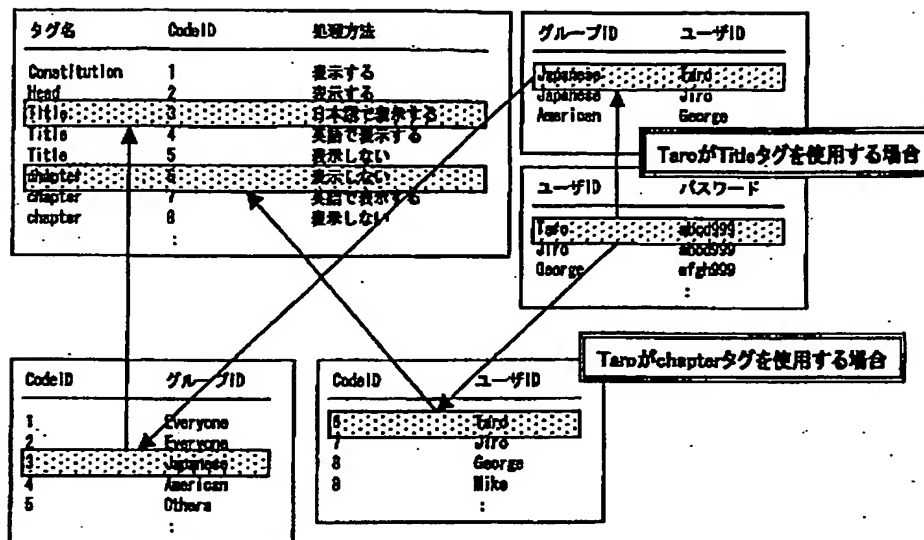 タグ名 CodeID 処理方法
Constitution 1 表示する
Head 2 表示する
Title 3 日本語で表示する
Title 4 英語で表示する
Title 5 表示しない
chapter 6 表示しない
chapter 7 英語で表示する
chapter 8 表示しない
:
グループID ユーザID
Japanese Taro
Japanese Jiro
American George
TaroがTitleタグを使用する場合
ユーザID パスワード
Taro abcd999
Jiro abcd999
George efgh999
:
TaroがchapterタグIを使用する場合
CodeID グループID
1 Everyone
2 Everyone
3 Japanese
4 American
5 Others
:
CodeID ユーザID
6 Taro
7 Jiro
8 George
8 Mike
: